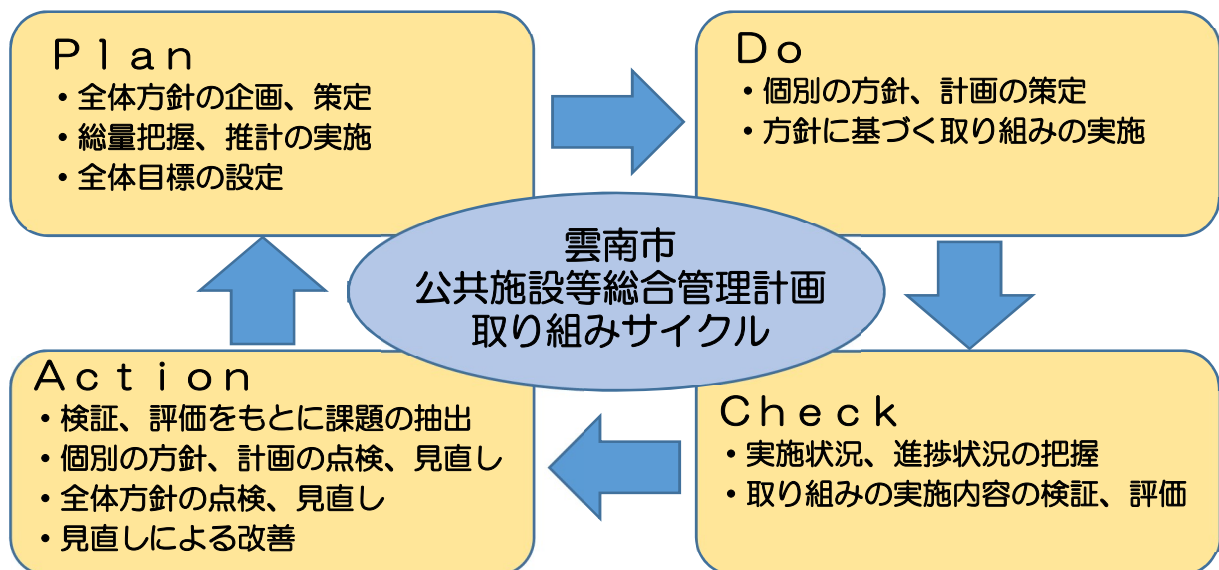 Ｐｌａｎ
・全体方針の企画、策定
・総量把握、推計の実施
・全体目標の設定
Ｄｏ
・個別の方針、計画の策定
・方針に基づく取り組みの実施
雲南市
公共施設等総合管理計画
取り組みサイクル
Ｃｈｅｃｋ
・実施状況、進捗状況の把握
・取り組みの実施内容の検証、評価
Ａｃｔｉｏｎ
・検証、評価をもとに課題の抽出
・個別の方針、計画の点検、見直し
・全体方針の点検、見直し
・見直しによる改善